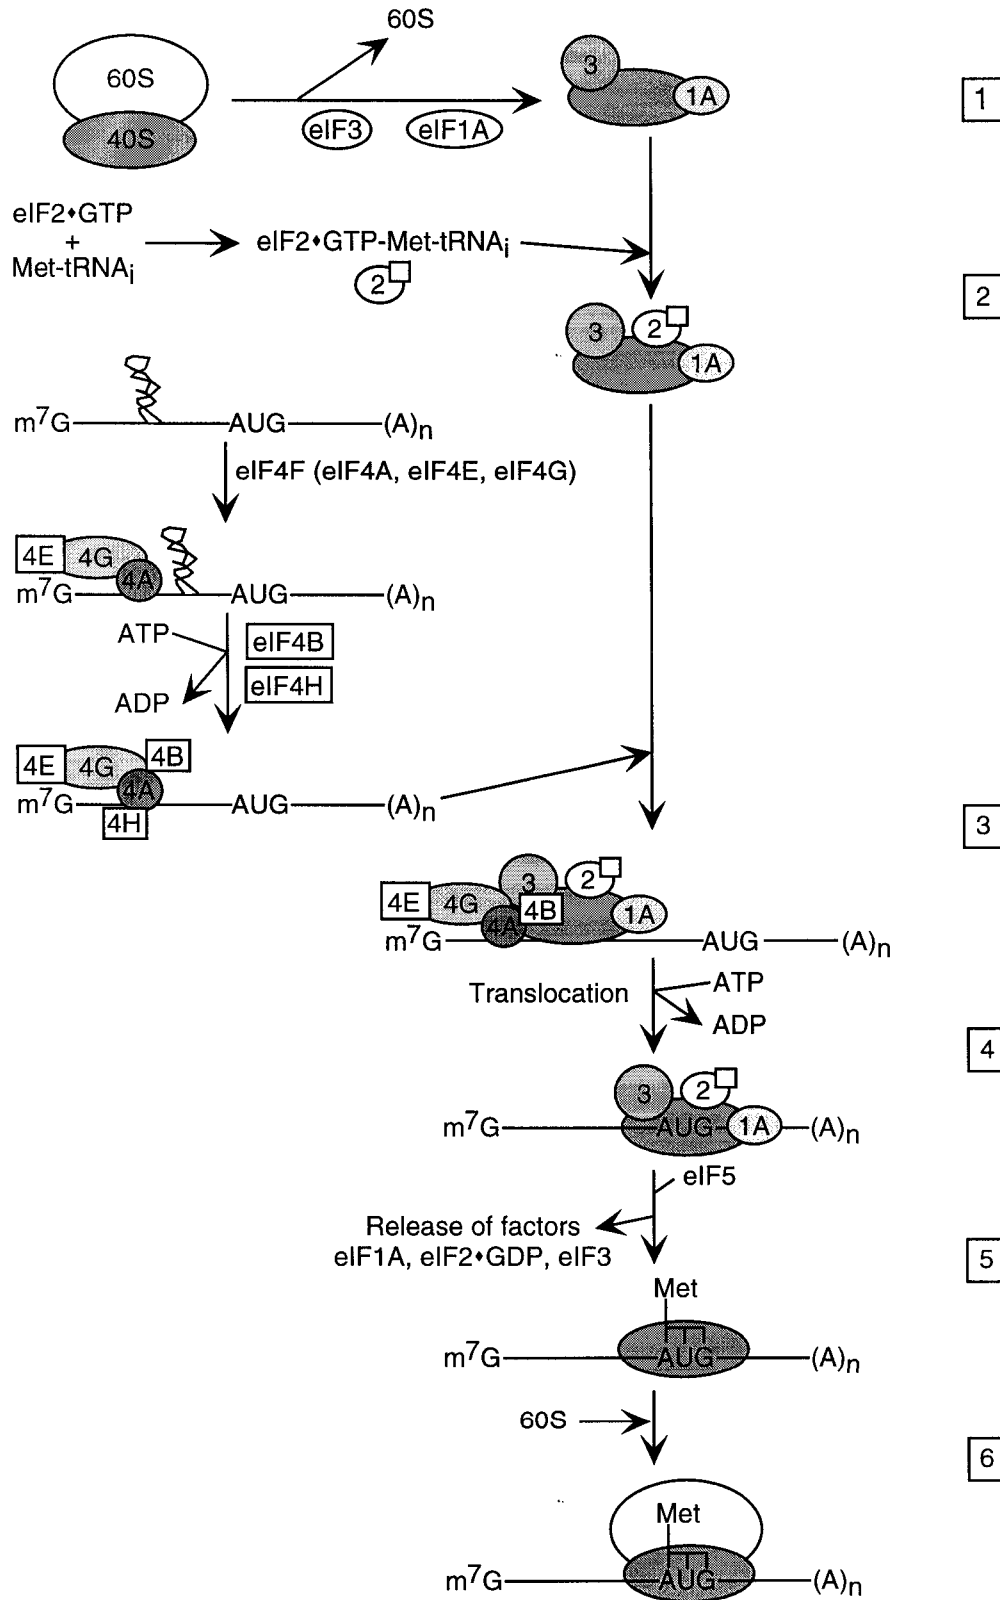 60S
60S
40S
eIF3
eIF1A
3
1A
1
eIF2♦GTP
+
Met-tRNAi
eIF2♦GTP-Met-tRNAi
2
2
3
2
1A
m7G
AUG
(A)n
eIF4F (eIF4A, eIF4E, eIF4G)
4E
4G
4A
m7G
AUG
(A)n
ATP
eIF4B
ADP
eIF4H
4E
4G
4B
4A
m7G
AUG
(A)n
4H
3
3
2
4E
4G
4B
1A
4A
m7G
AUG
(A)n
Translocation
ATP
ADP
4
3
2
m7G
AUG
1A
(A)n
eIF5
Release of factors
eIF1A, eIF2♦GDP, eIF3
5
Met
m7G
AUG
(A)n
60S
6
Met
m7G
AUG
(A)n